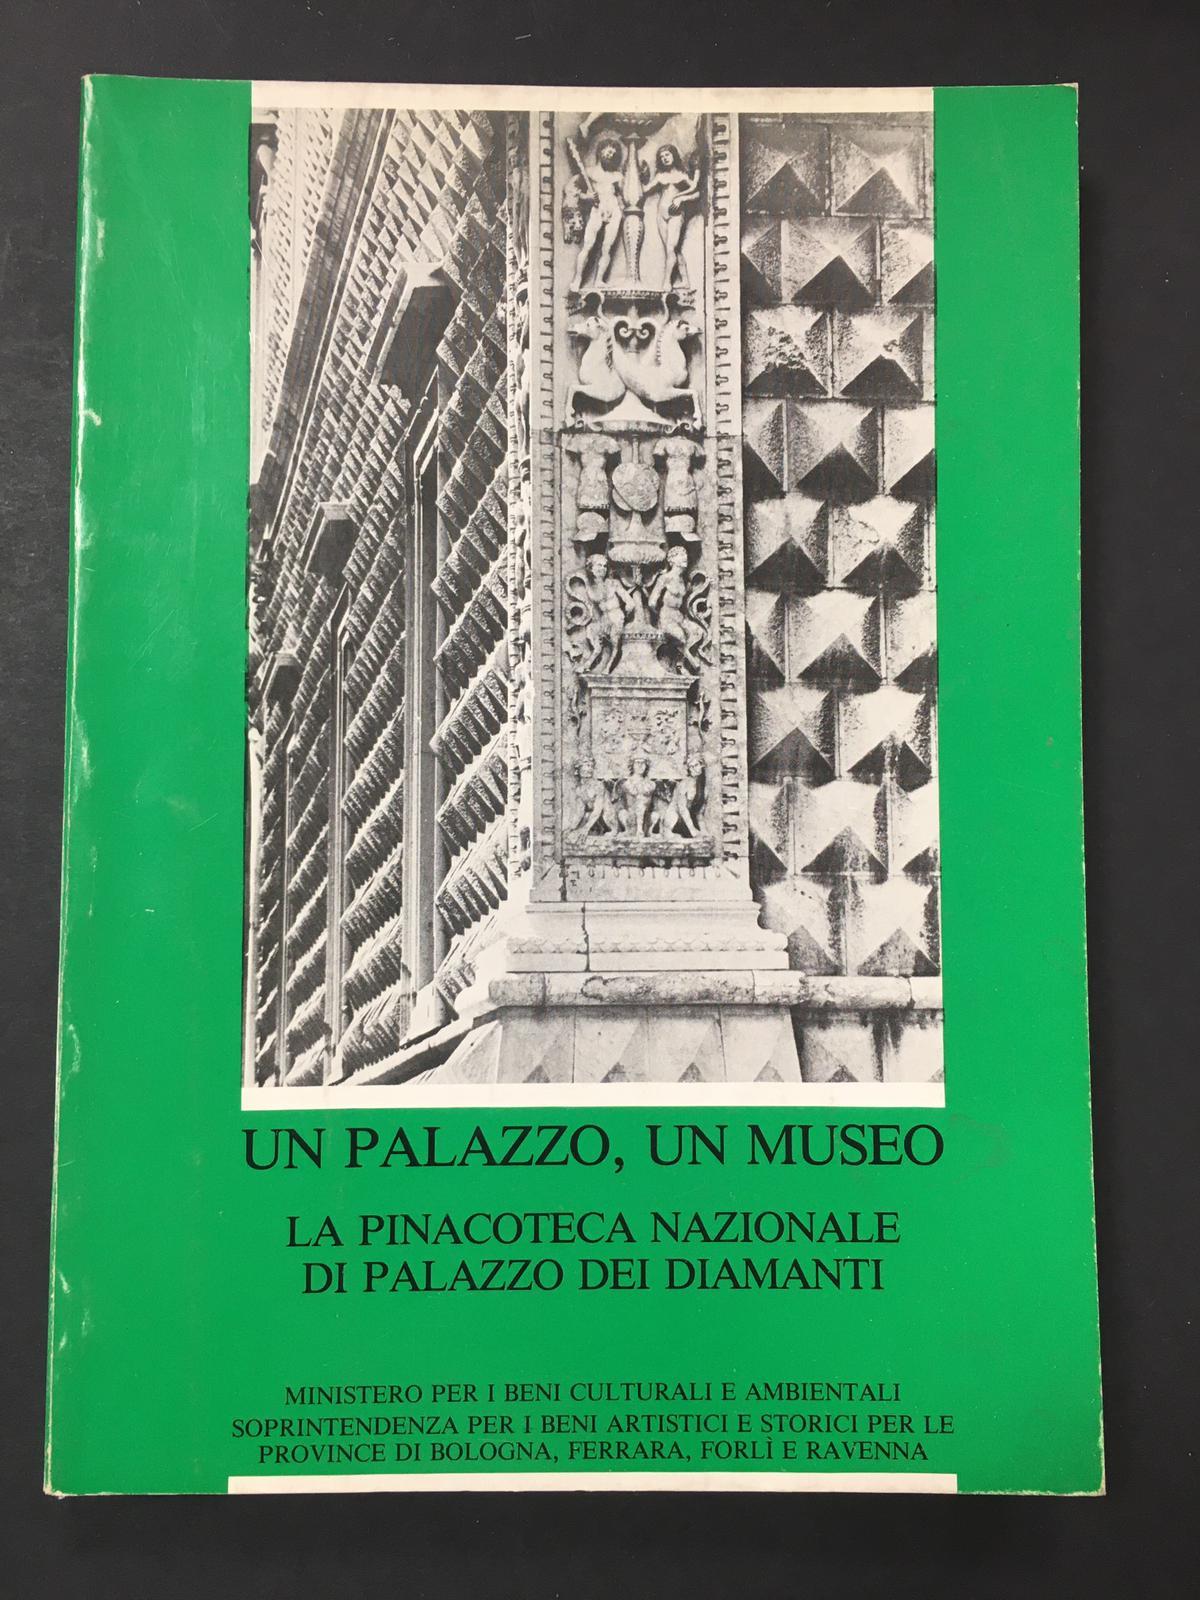 UN PALAZZO, UN MUSEO
LA PINACOTECA NAZIONALE
DI PALAZZO DEI DIAMANTI
MINISTERO PER I BENI CULTURALI E AMBIENTALI
SOPRINTENDENZA PER I BENI ARTISTICI E STORICI PER LE
PROVINCE DI BOLOGNA, FERRARA, FORLÌ E RAVENNA